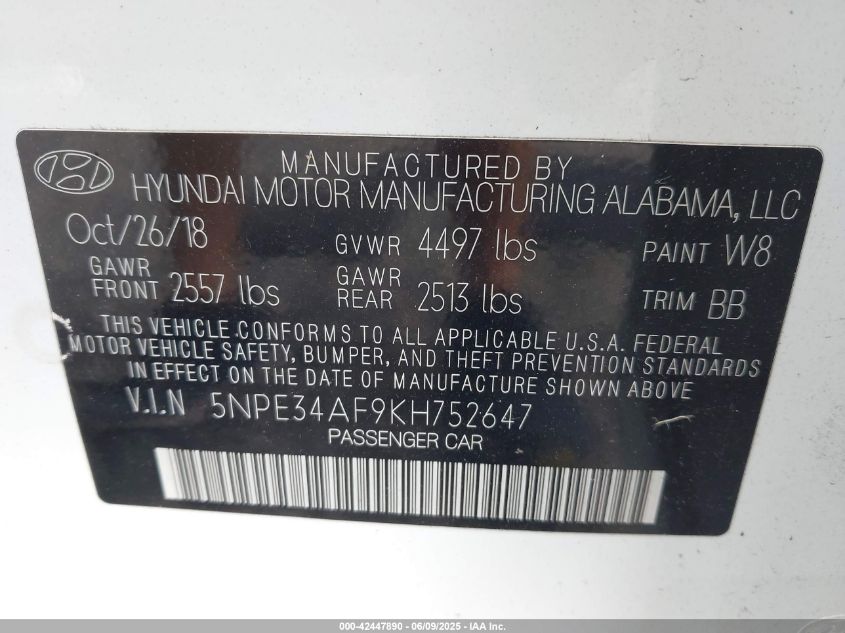 MANUFACTURED BY
HYUNDAI MOTOR MANUFACTURING ALABAMA, LLC
Oct/26/18 GVWR 4497 lbs PAINT W8
GAWR FRONT 2557 lbs GAWR REAR 2513 lbs TRIM BB
THIS VEHICLE CONFORMS TO ALL APPLICABLE U.S.A. FEDERAL
MOTOR VEHICLE SAFETY, BUMPER, AND THEFT PREVENTION STANDARDS
IN EFFECT ON THE DATE OF MANUFACTURE SHOWN ABOVE
V.I.N 5NPE34AF9KH752647
PASSENGER CAR
000-42447890 - 06/09/2025 - IAA Inc.